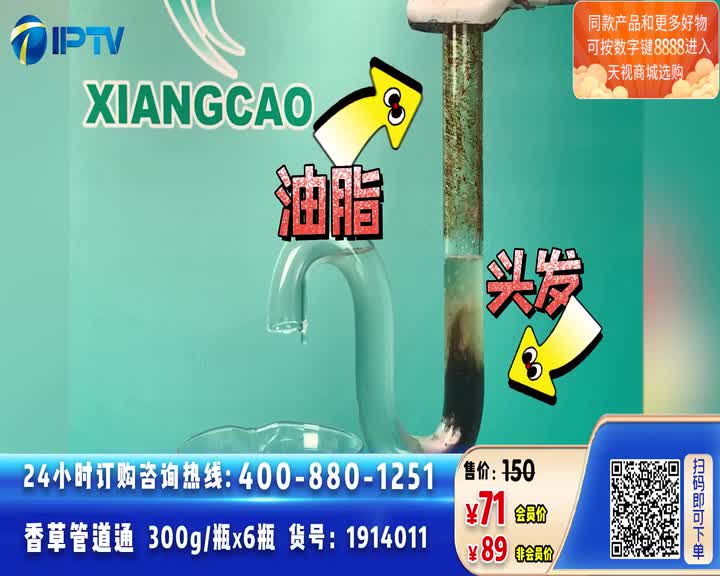 IPTV
同款产品和更多好物
可按数字键8888进入
天视商城选购
XIANGCAO
油脂
头发
24小时订购咨询热线：400-880-1251
香草管道通 300g/瓶x6瓶 货号：1914011
售价：150
¥71 会员价
¥89 非会员价
扫码即可下单